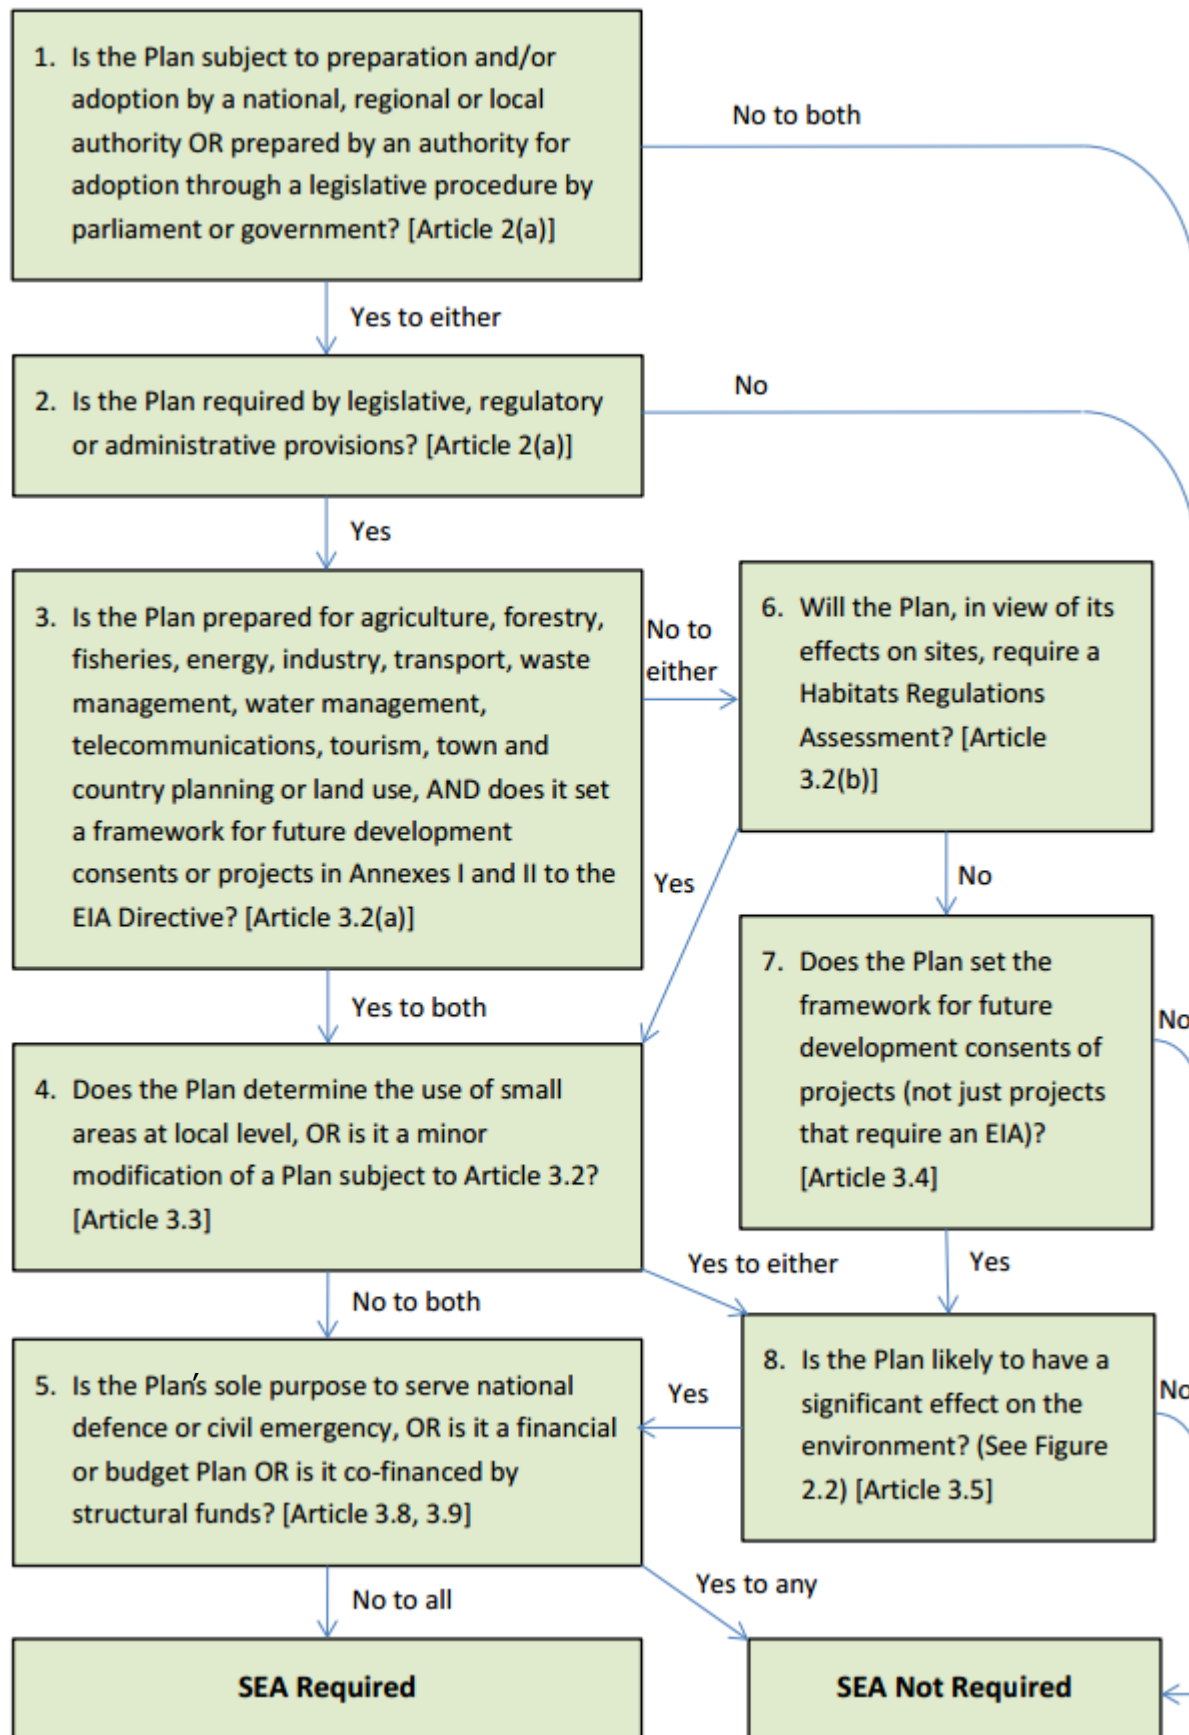 1. Is the Plan subject to preparation and/or
adoption by a national, regional or local
authority OR prepared by an authority for
adoption through a legislative procedure by
parliament or government? [Article 2(a)]
No to both
Yes to either
2. Is the Plan required by legislative, regulatory
or administrative provisions? [Article 2(a)]
No
Yes
3. Is the Plan prepared for agriculture, forestry,
fisheries, energy, industry, transport, waste
management, water management,
telecommunications, tourism, town and
country planning or land use, AND does it set
a framework for future development
consents or projects in Annexes I and II to the
EIA Directive? [Article 3.2(a)]
No to
either
6. Will the Plan, in view of its
effects on sites, require a
Habitats Regulations
Assessment? [Article
3.2(b)]
Yes
No
Yes to both
7. Does the Plan set the
framework for future
development consents of
projects (not just projects
that require an EIA)?
[Article 3.4]
No
4. Does the Plan determine the use of small
areas at local level, OR is it a minor
modification of a Plan subject to Article 3.2?
[Article 3.3]
Yes to either
Yes
No to both
5. Is the Plan's sole purpose to serve national
defence or civil emergency, OR is it a financial
or budget Plan OR is it co-financed by
structural funds? [Article 3.8, 3.9]
Yes
8. Is the Plan likely to have a
significant effect on the
environment? (See Figure
2.2) [Article 3.5]
No
No to all
Yes to any
SEA Required
SEA Not Required